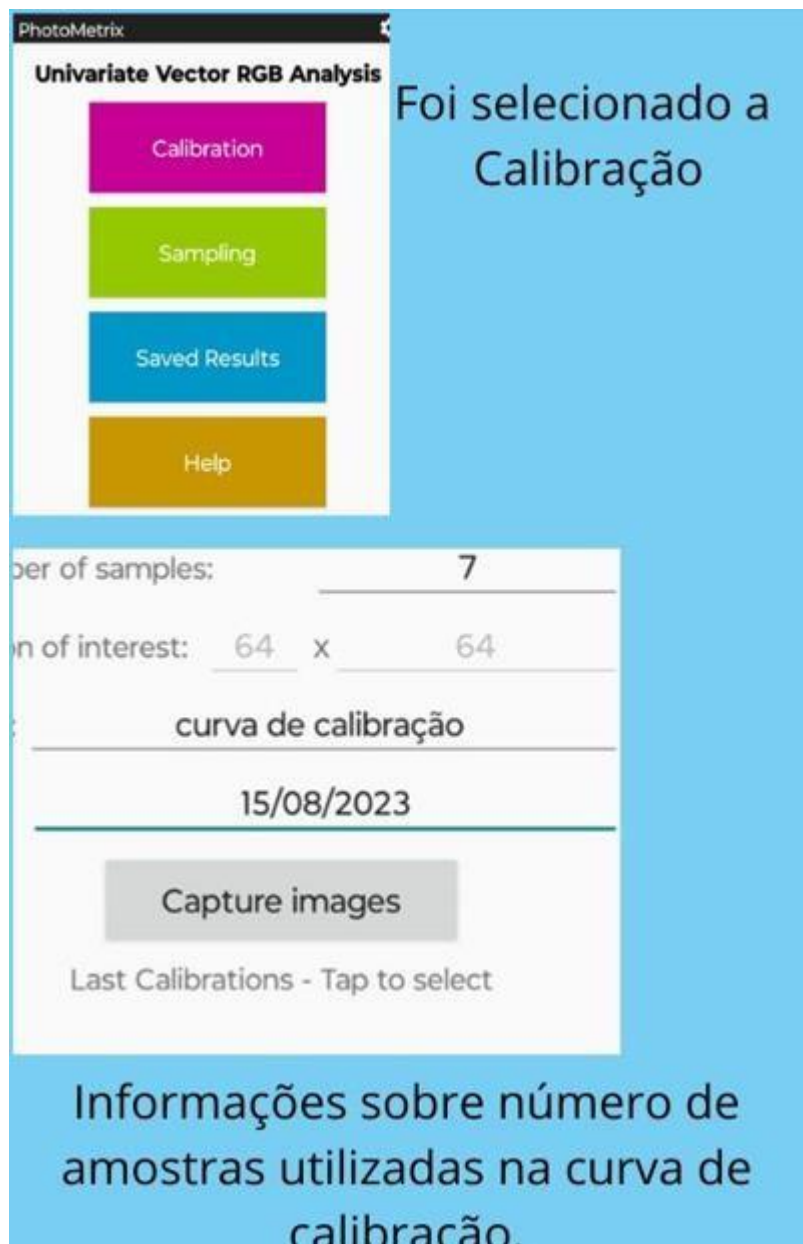 PhotoMetrix
Univariate Vector RGB Analysis
Calibration
Sampling
Saved Results
Help
Foi selecionado a
Calibração
ber of samples: 7
n of interest: 64 x 64
: curva de calibração
15/08/2023
Capture images
Last Calibrations - Tap to select
Informações sobre número de
amostras utilizadas na curva de
calibração.